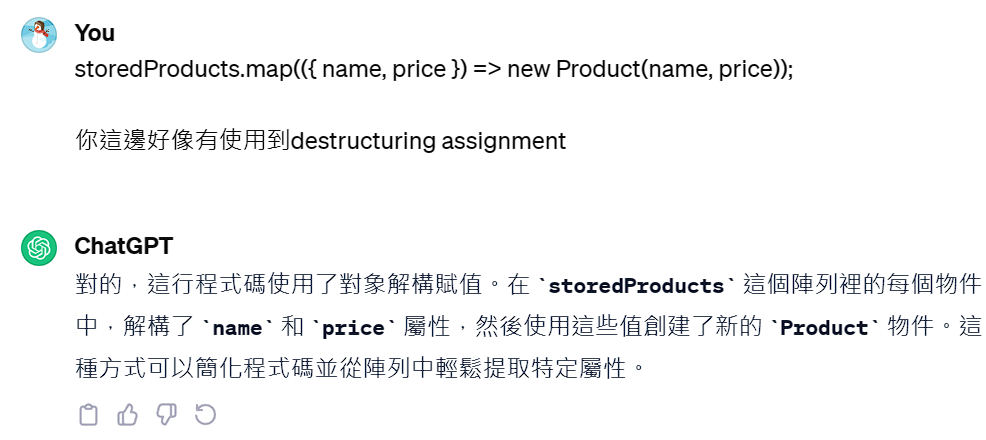 You
storedProducts.map(({ name, price }) => new Product(name, price));
你這邊好像有使用到destructuring assignment
ChatGPT
對的，這行程式碼使用了對象解構賦值。在 `storedProducts` 這個陣列裡的每個物件
中，解構了 `name` 和 `price` 屬性，然後使用這些值創建了新的 `Product` 物件。這
種方式可以簡化程式碼並從陣列中輕鬆提取特定屬性。